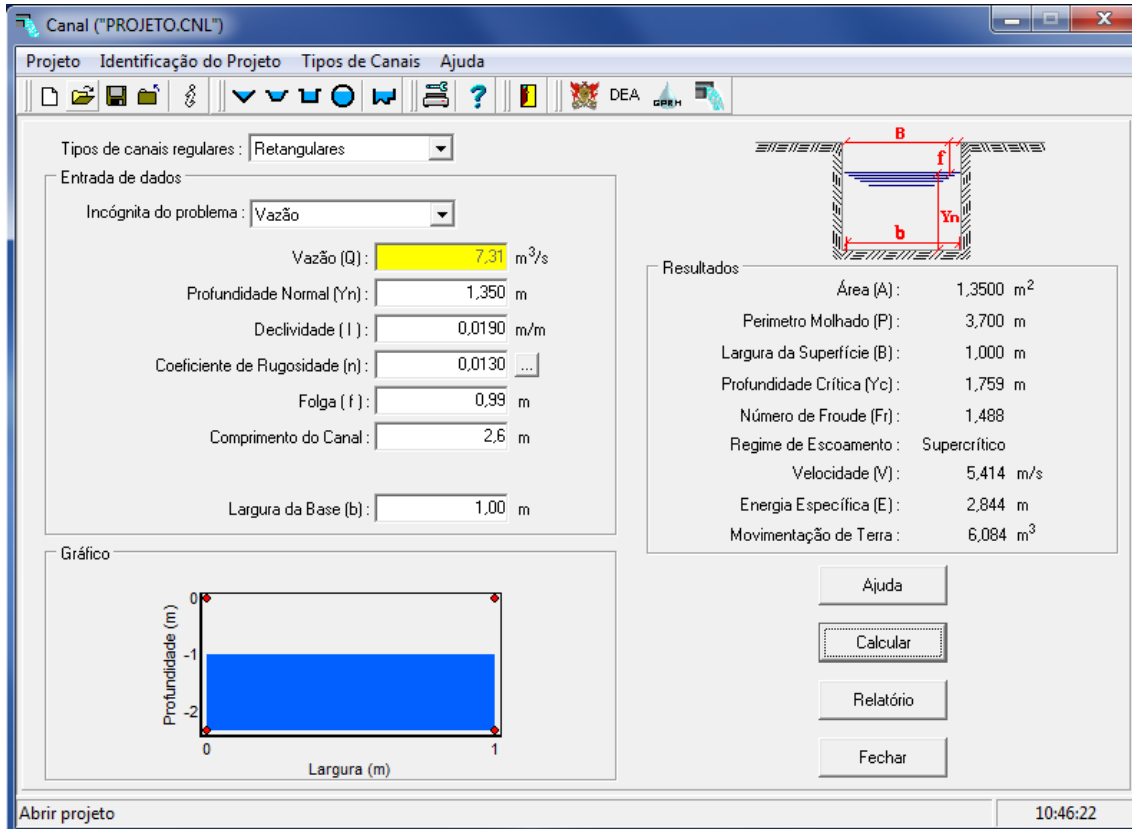 Canal ("PROJETO.CNL")
Projeto Identificação do Projeto Tipos de Canais Ajuda
DEA GPRH
Tipos de canais regulares : Retangulares
Entrada de dados
Incógnita do problema : Vazão
Vazão (Q) : 7,31 m³/s
Profundidade Normal (Yn) : 1,350 m
Declividade ( I ) : 0,0190 m/m
Coeficiente de Rugosidade (n) : 0,0130 ...
Folga ( f ) : 0,99 m
Comprimento do Canal : 2,6 m
Largura da Base (b) : 1,00 m
B
f
Yn
b
Resultados
Área (A) : 1,3500 m²
Perimetro Molhado (P) : 3,700 m
Largura da Superfície (B) : 1,000 m
Profundidade Crítica (Yc) : 1,759 m
Número de Froude (Fr) : 1,488
Regime de Escoamento : Supercrítico
Velocidade (V) : 5,414 m/s
Energia Específica (E) : 2,844 m
Movimentação de Terra : 6,084 m³
Gráfico
Profundidade (m)
0
-1
-2
0 1
Largura (m)
Ajuda
Calcular
Relatório
Fechar
Abrir projeto 10:46:22